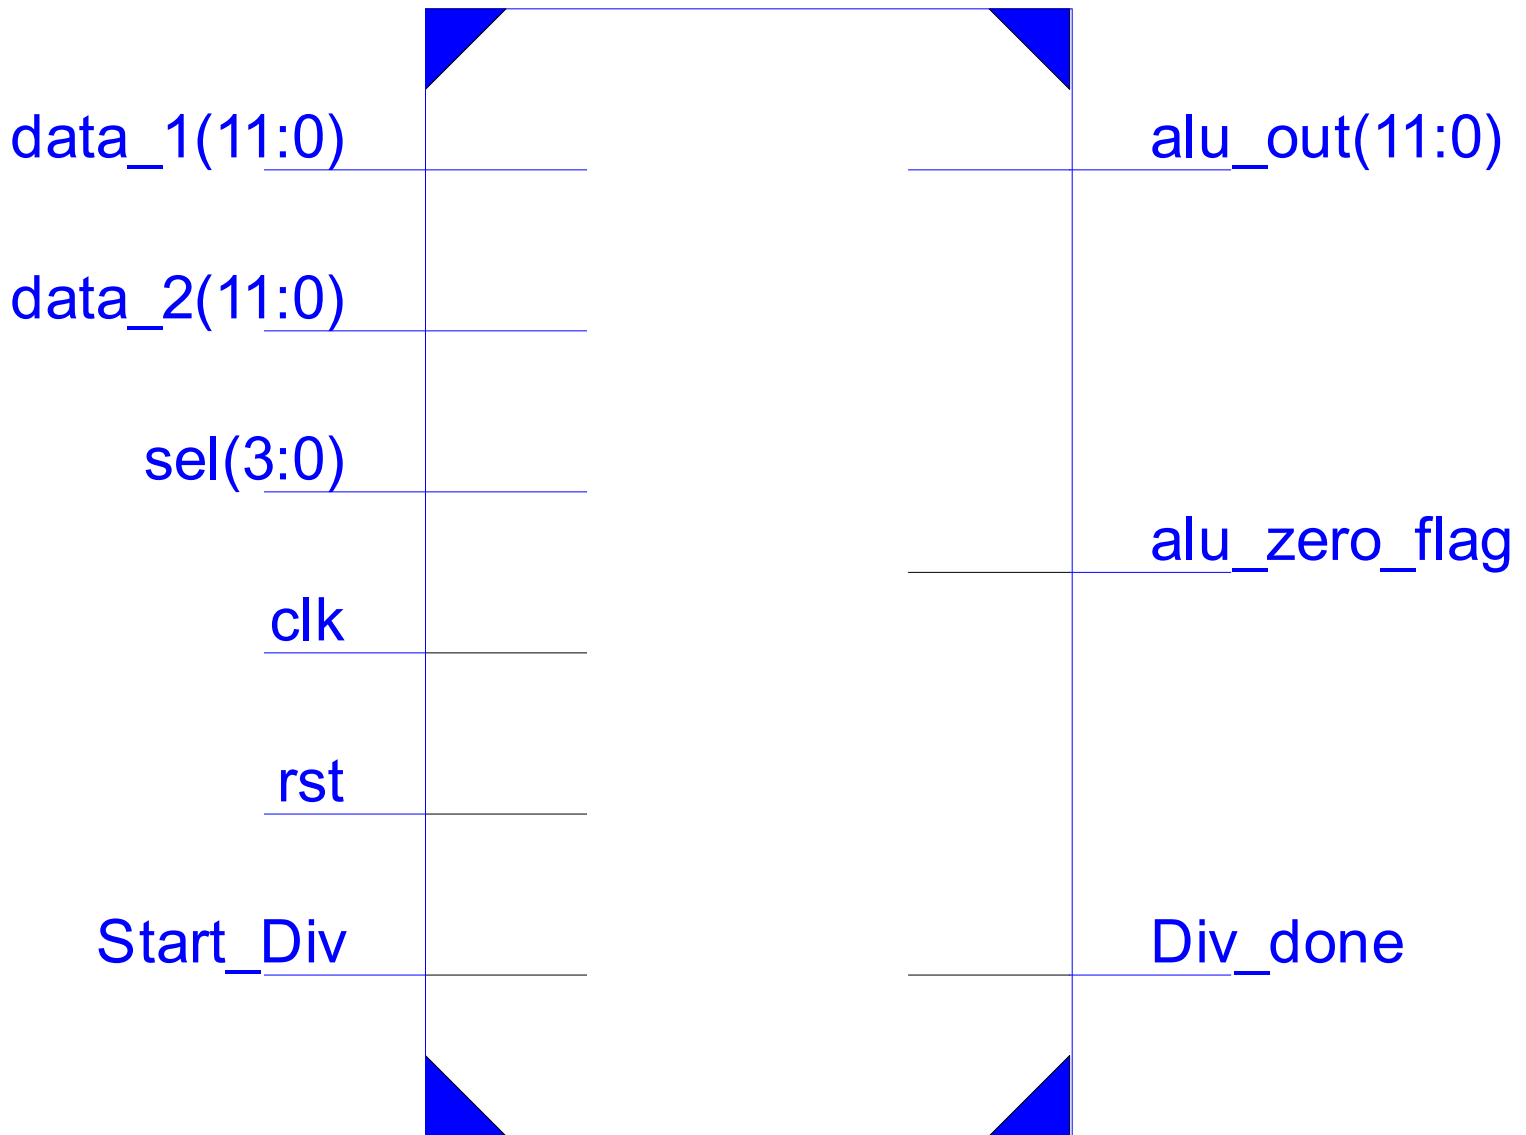 data_1(11:0)
alu_out(11:0)
data_2(11:0)
sel(3:0)
alu_zero_flag
clk
rst
Start_Div
Div_done